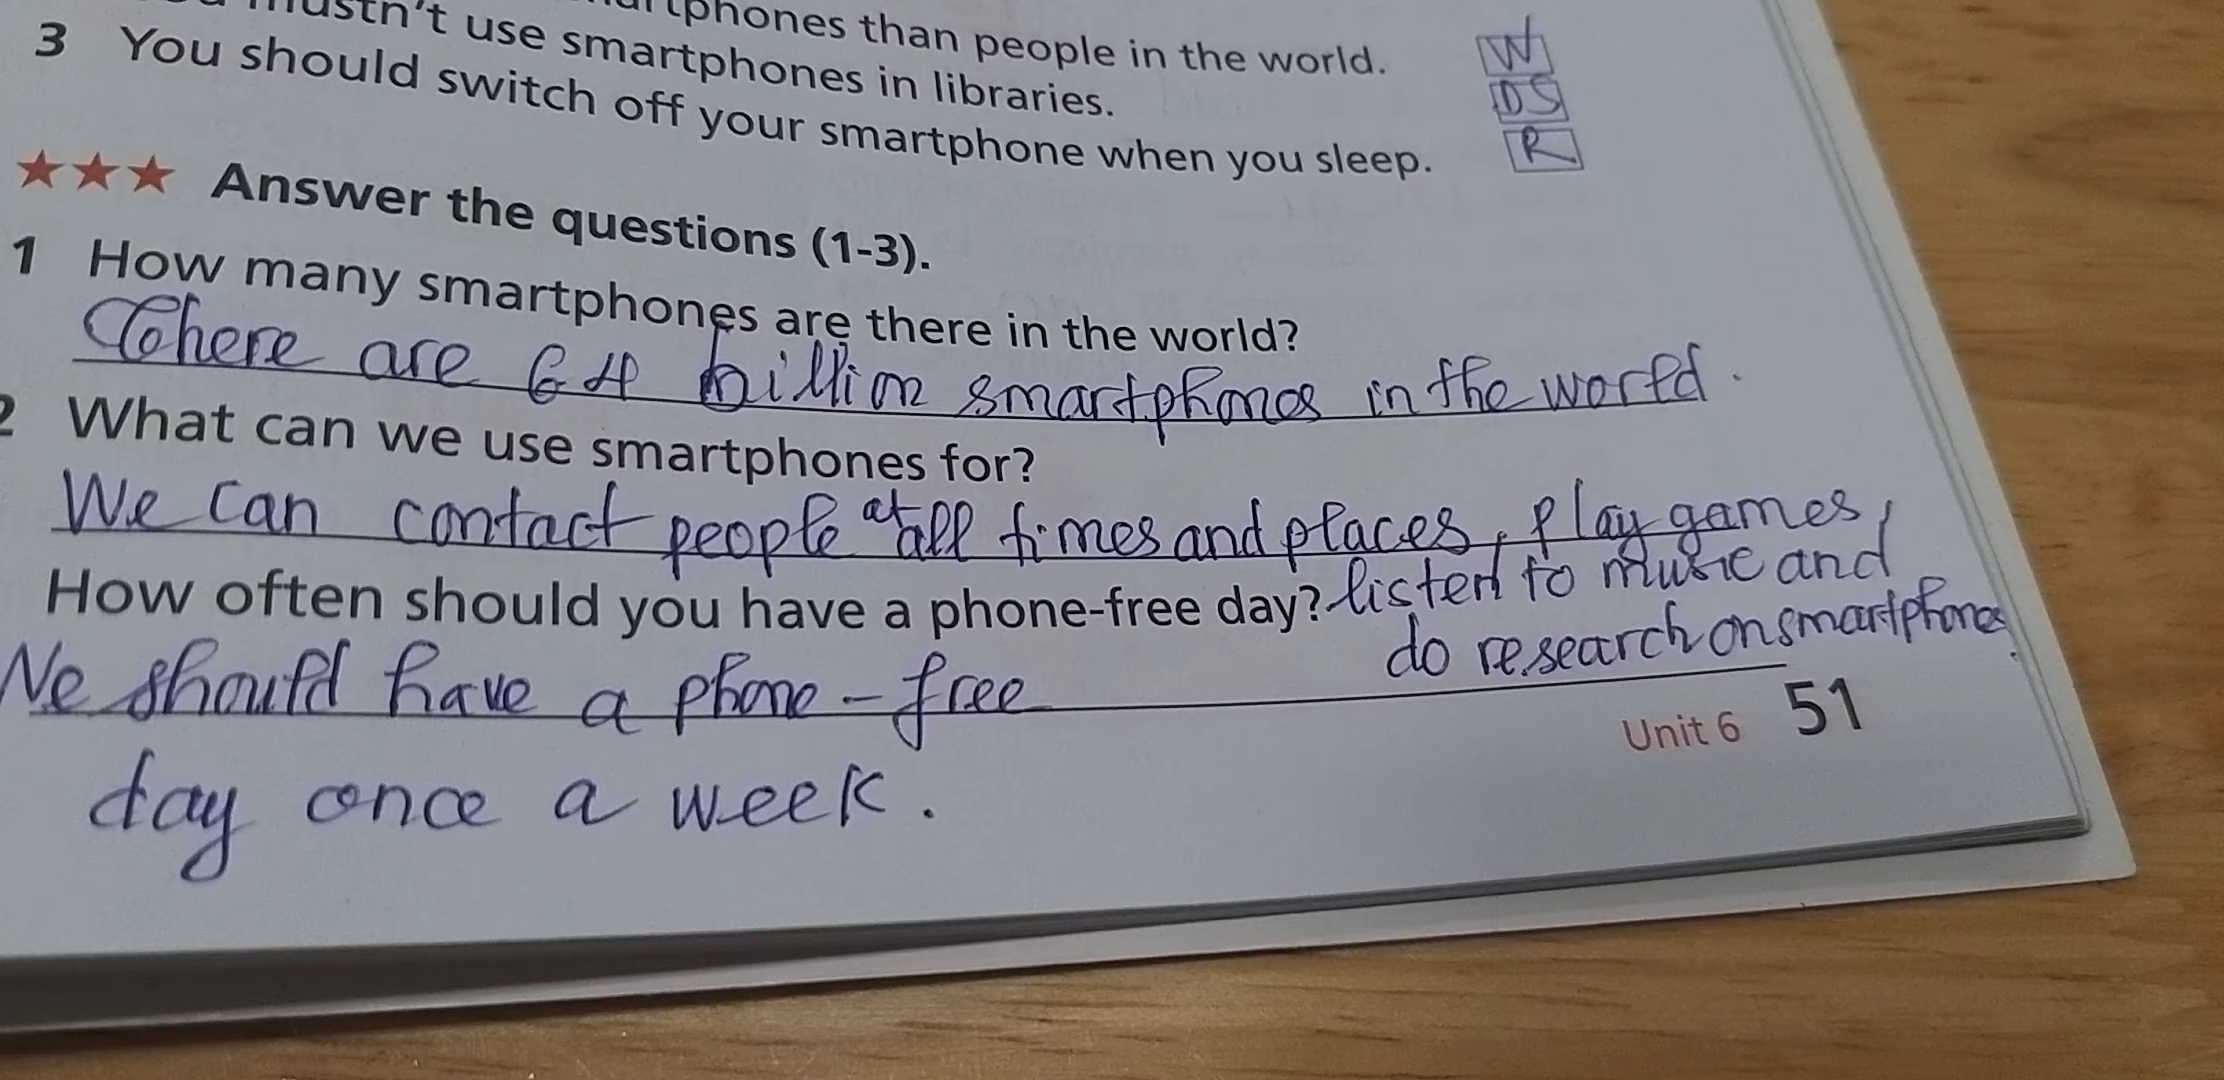 than people in the world. W
mustn't use smartphones in libraries. DS
3 You should switch off your smartphone when you sleep. R
★★★ Answer the questions (1-3).
1 How many smartphones are there in the world?
There are 6 4 billion smartphones in the world.
2 What can we use smartphones for?
We can contact people at all times and places, play games,
listen to music and
How often should you have a phone-free day?
do research on smartphones.
We should have a phone-free
day once a week.
Unit 6 51